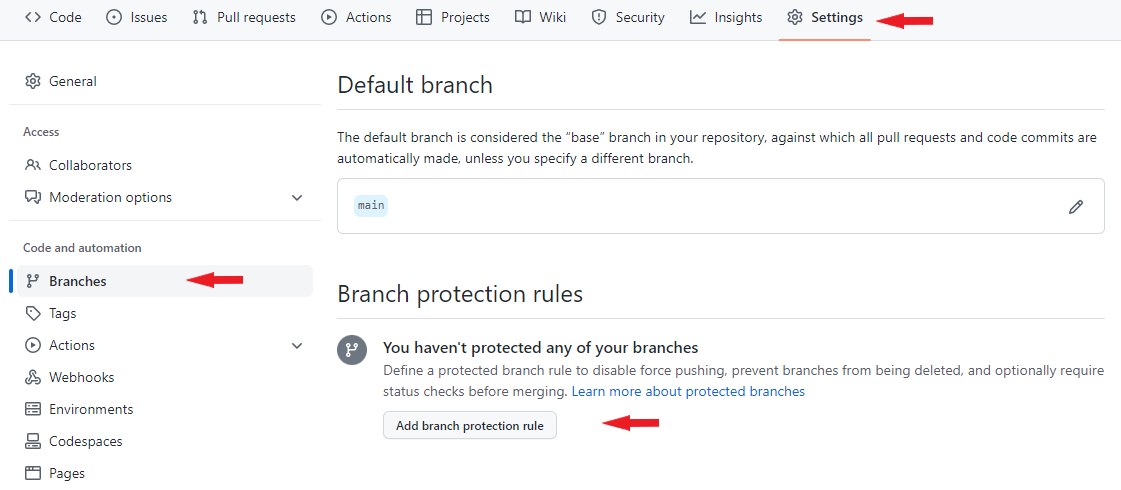 Code Issues Pull requests Actions Projects Wiki Security Insights Settings
General
Access
Collaborators
Moderation options
Code and automation
Branches
Tags
Actions
Webhooks
Environments
Codespaces
Pages
Default branch
The default branch is considered the “base” branch in your repository, against which all pull requests and code commits are
automatically made, unless you specify a different branch.
main
Branch protection rules
You haven't protected any of your branches
Define a protected branch rule to disable force pushing, prevent branches from being deleted, and optionally require
status checks before merging. Learn more about protected branches
Add branch protection rule